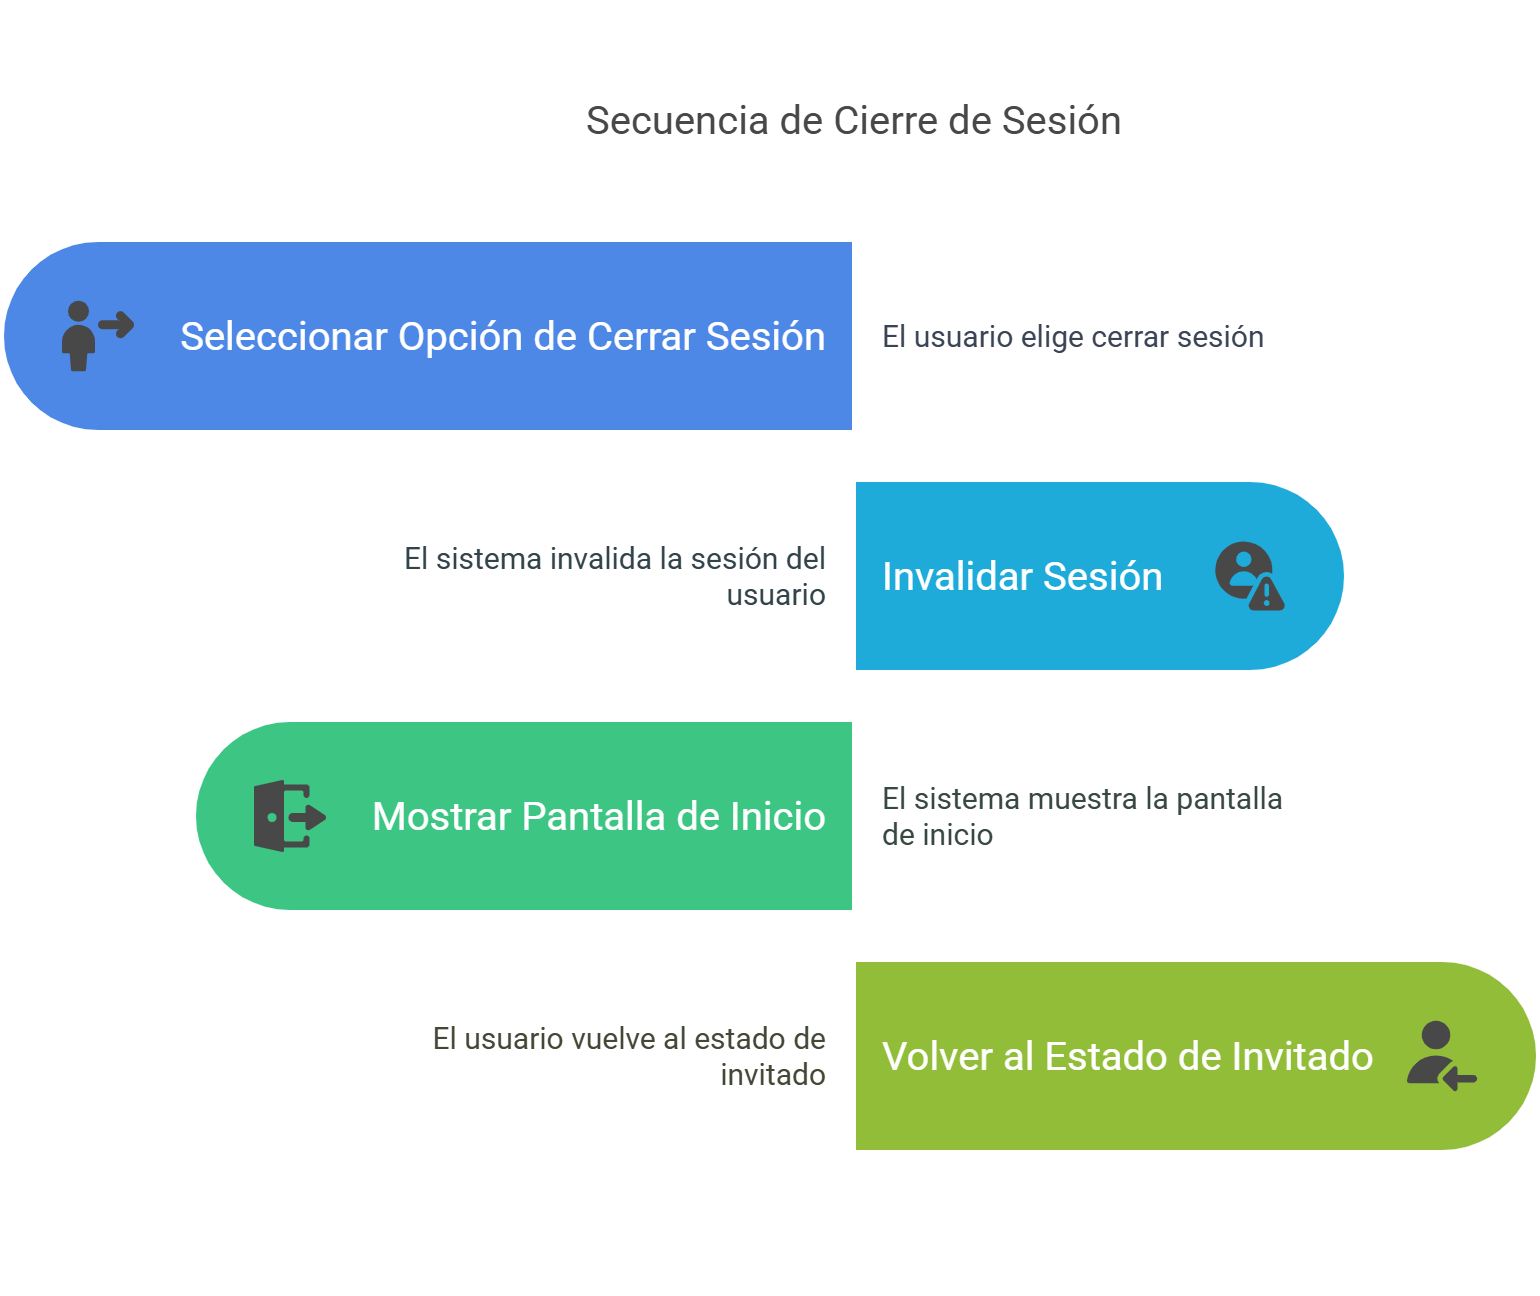 Secuencia de Cierre de Sesión
Seleccionar Opción de Cerrar Sesión
El usuario elige cerrar sesión
El sistema invalida la sesión del
usuario
Invalidar Sesión
Mostrar Pantalla de Inicio
El sistema muestra la pantalla
de inicio
El usuario vuelve al estado de
invitado
Volver al Estado de Invitado